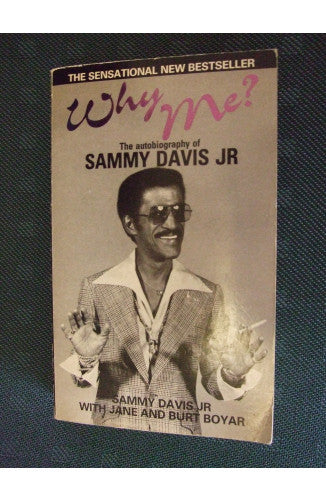 THE SENSATIONAL NEW BESTSELLER
Why Me?
The autobiography of
SAMMY DAVIS JR
SAMMY DAVIS JR
WITH JANE AND BURT BOYAR